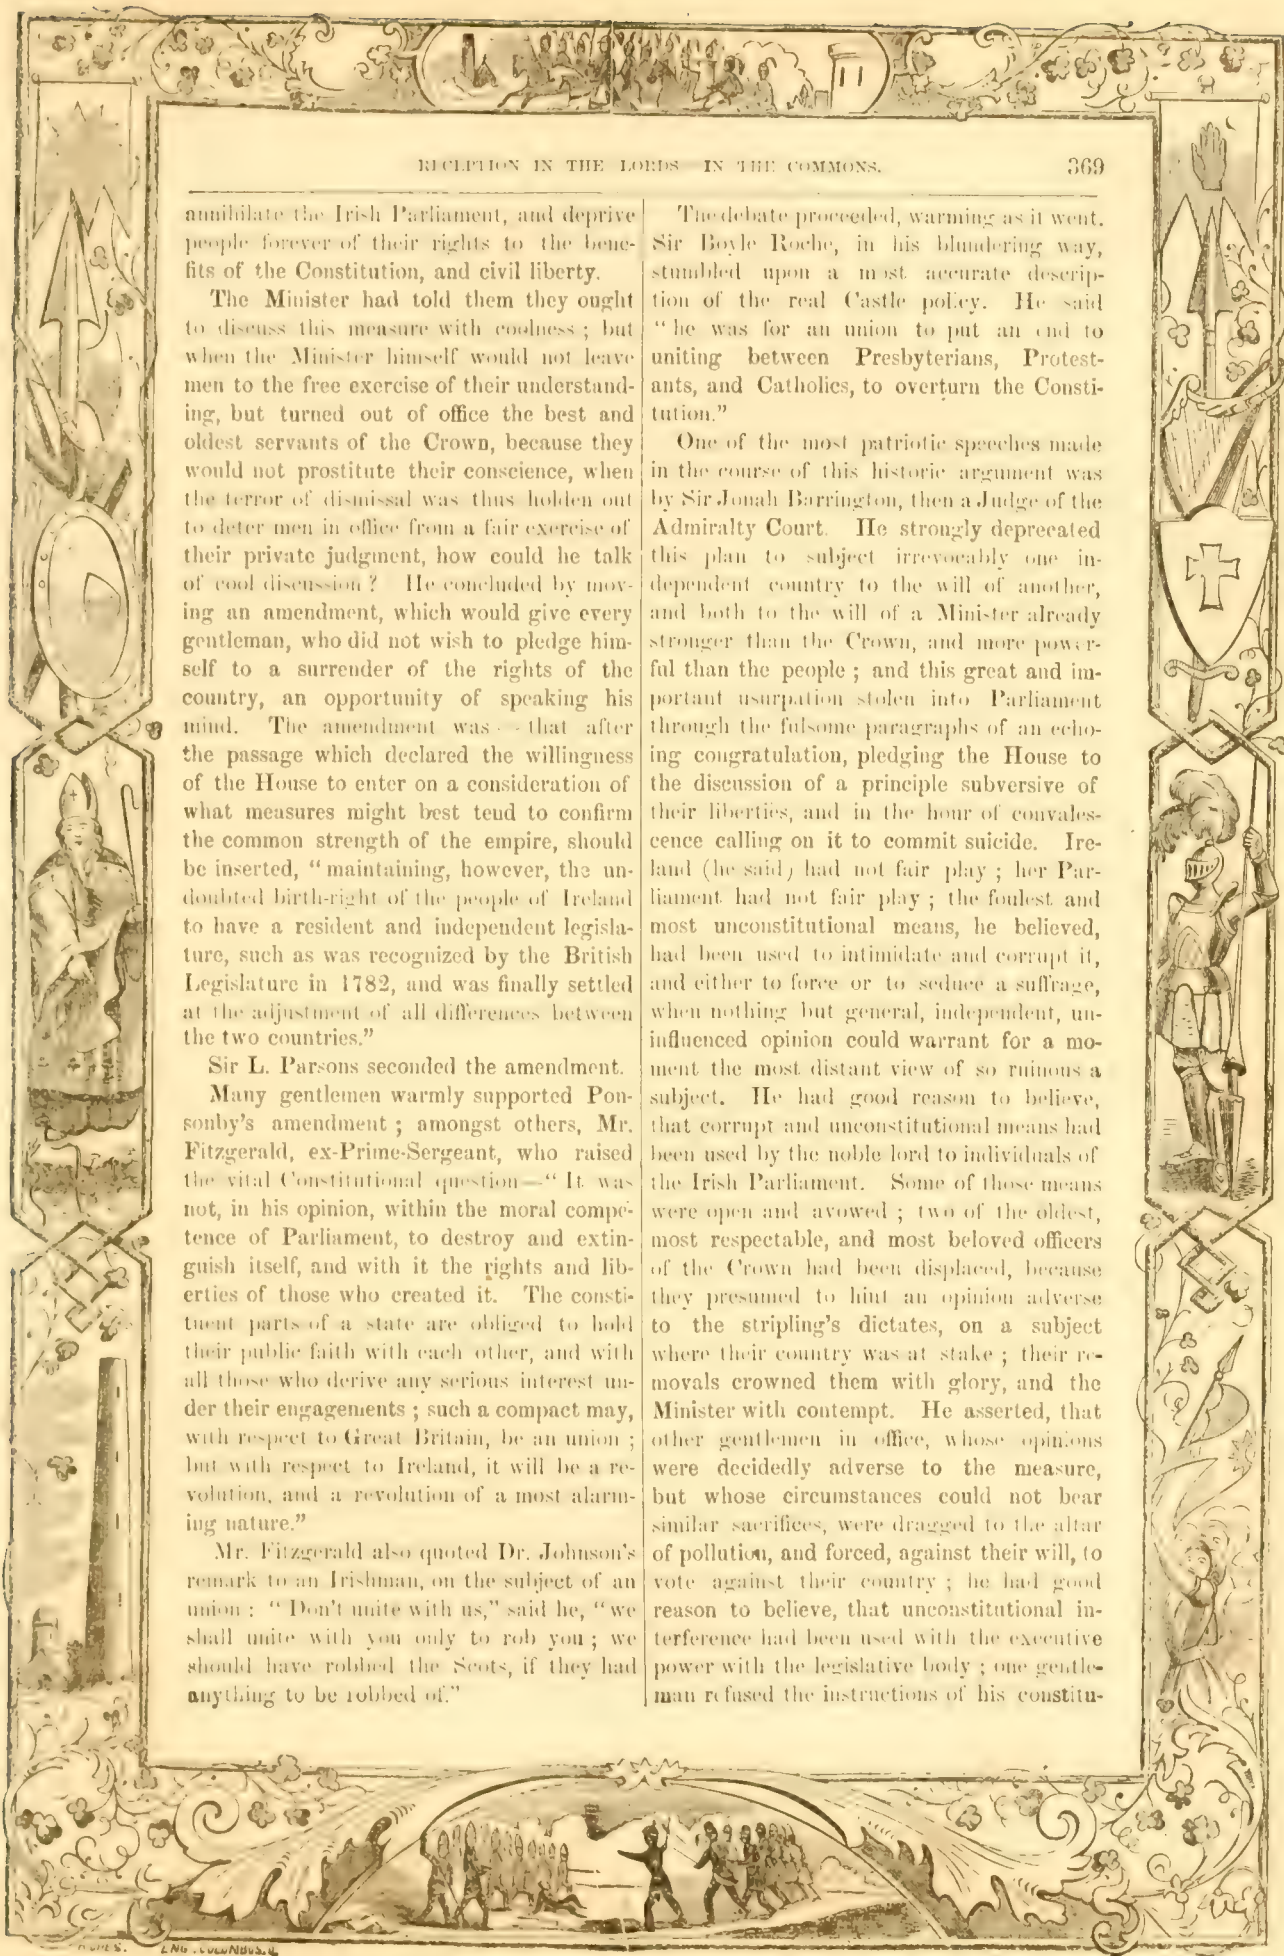 RECEPTION IN THE LORDS IN THE COMMONS. 369
annihilate the Irish Parliament, and deprive
people forever of their rights to the bene-
fits of the Constitution, and civil liberty.
The Minister had told them they ought
to discuss this measure with coolness ; but
when the Minister himself would not leave
men to the free exercise of their understand-
ing, but turned out of office the best and
oldest servants of the Crown, because they
would not prostitute their conscience, when
the terror of dismissal was thus holden out
to deter men in office from a fair exercise of
their private judgment, how could he talk
of cool discussion ? He concluded by mov-
ing an amendment, which would give every
gentleman, who did not wish to pledge him-
self to a surrender of the rights of the
country, an opportunity of speaking his
mind. The amendment was - that after
the passage which declared the willingness
of the House to enter on a consideration of
what measures might best tend to confirm
the common strength of the empire, should
be inserted, “ maintaining, however, the un-
doubted birth-right of the people of Ireland
to have a resident and independent legisla-
ture, such as was recognized by the British
Legislature in 1782, and was finally settled
at the adjustment of all differences between
the two countries.”
Sir L. Parsons seconded the amendment.
Many gentlemen warmly supported Pon-
sonby’s amendment ; amongst others, Mr.
Fitzgerald, ex-Prime-Sergeant, who raised
the vital Constitutional question—“ It was
not, in his opinion, within the moral compe-
tence of Parliament, to destroy and extin-
guish itself, and with it the rights and lib-
erties of those who created it. The consti-
tuent parts of a state are obliged to hold
their public faith with each other, and with
all those who derive any serious interest un-
der their engagements ; such a compact may,
with respect to Great Britain, be an union ;
but with respect to Ireland, it will be a re-
volution, and a revolution of a most alarm-
ing nature.”
Mr. Fitzgerald also quoted Dr. Johnson’s
remark to an Irishman, on the subject of an
union : “ Don’t unite with us,” said he, “ we
shall unite with you only to rob you ; we
should have robbed the Scots, if they had
anything to be robbed of.”
The debate proceeded, warming as it went.
Sir Boyle Roche, in his blundering way,
stumbled upon a most accurate descrip-
tion of the real Castle policy. He said
“ he was for an union to put an end to
uniting between Presbyterians, Protest-
ants, and Catholics, to overturn the Consti-
tution.”
One of the most patriotic speeches made
in the course of this historic argument was
by Sir Jonah Barrington, then a Judge of the
Admiralty Court. He strongly deprecated
this plan to subject irrevocably one in-
dependent country to the will of another,
and both to the will of a Minister already
stronger than the Crown, and more power-
ful than the people ; and this great and im-
portant usurpation stolen into Parliament
through the fulsome paragraphs of an echo-
ing congratulation, pledging the House to
the discussion of a principle subversive of
their liberties, and in the hour of convales-
cence calling on it to commit suicide. Ire-
land (he said) had not fair play ; her Par-
liament had not fair play ; the foulest and
most unconstitutional means, he believed,
had been used to intimidate and corrupt it,
and either to force or to seduce a suffrage,
when nothing but general, independent, un-
influenced opinion could warrant for a mo-
ment the most distant view of so ruinous a
subject. He had good reason to believe,
that corrupt and unconstitutional means had
been used by the noble lord to individuals of
the Irish Parliament. Some of those means
were open and avowed ; two of the oldest,
most respectable, and most beloved officers
of the Crown had been displaced, because
they presumed to hint an opinion adverse
to the stripling’s dictates, on a subject
where their country was at stake ; their re-
movals crowned them with glory, and the
Minister with contempt. He asserted, that
other gentlemen in office, whose opinions
were decidedly adverse to the measure,
but whose circumstances could not bear
similar sacrifices, were dragged to the altar
of pollution, and forced, against their will, to
vote against their country ; he had good
reason to believe, that unconstitutional in-
terference had been used with the executive
power with the legislative body ; one gentle-
man refused the instructions of his constitu-
ENG. COLUMBUS.O.